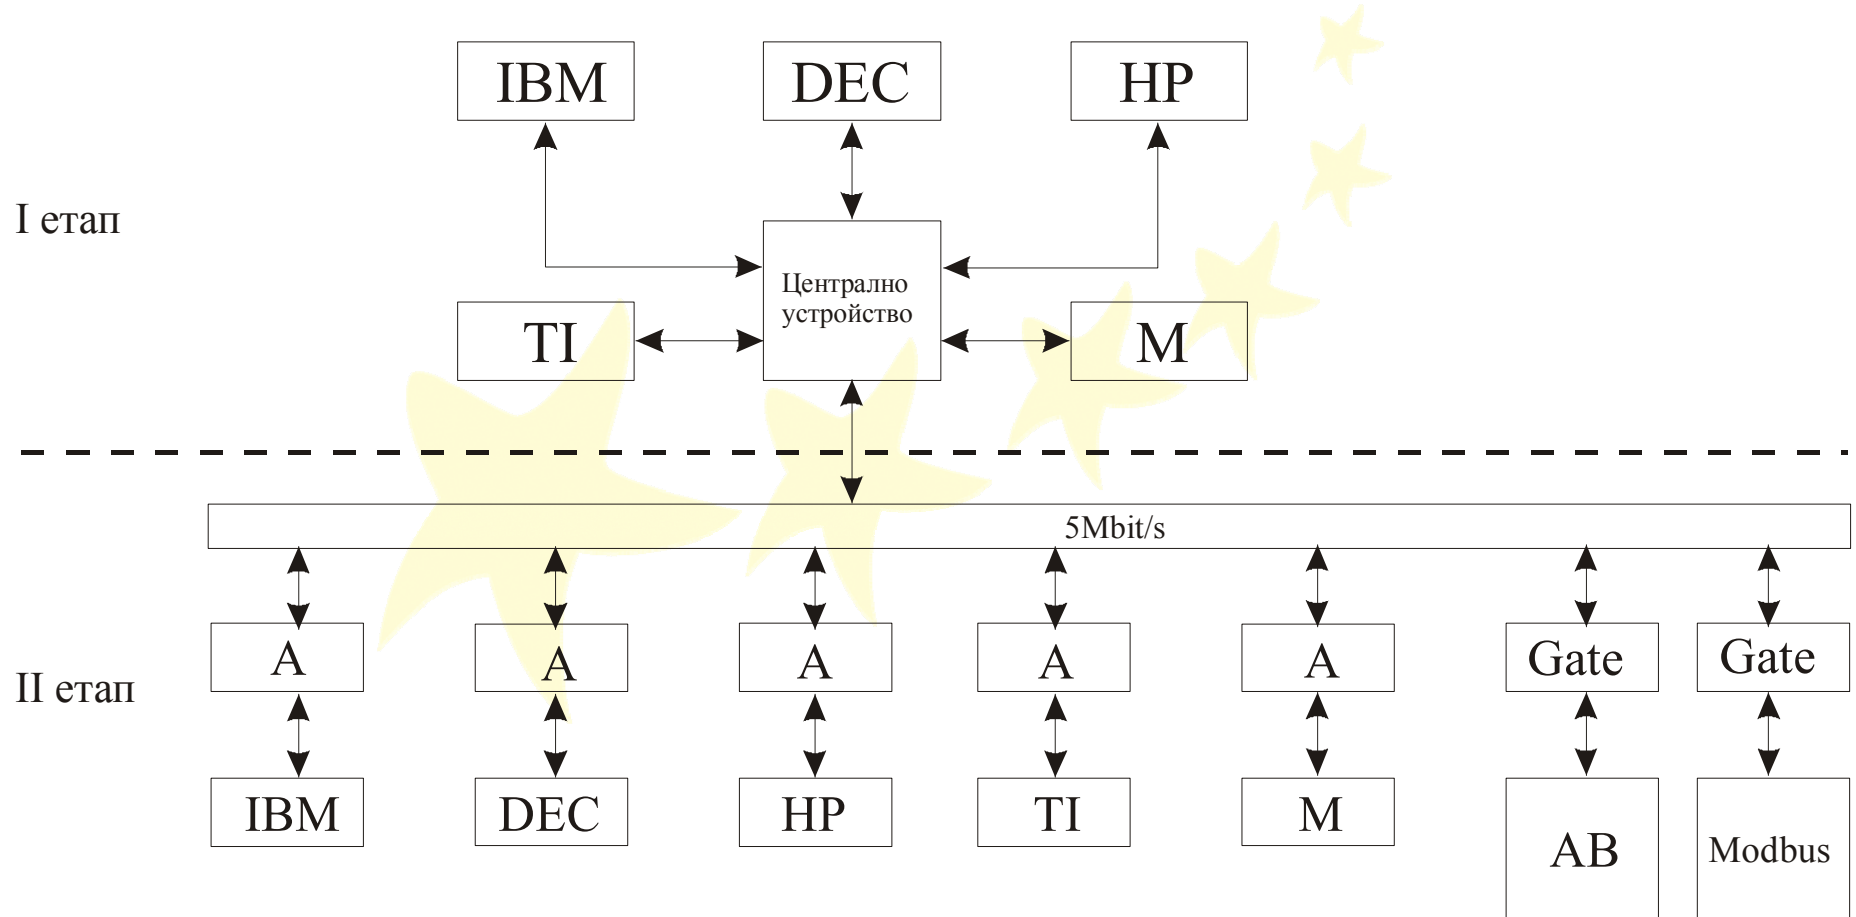 IBM
DEC
HP
I етап
Централно
устройство
TI
M
5Mbit/s
A
A
A
A
A
Gate
Gate
II етап
IBM
DEC
HP
TI
M
AB
Modbus